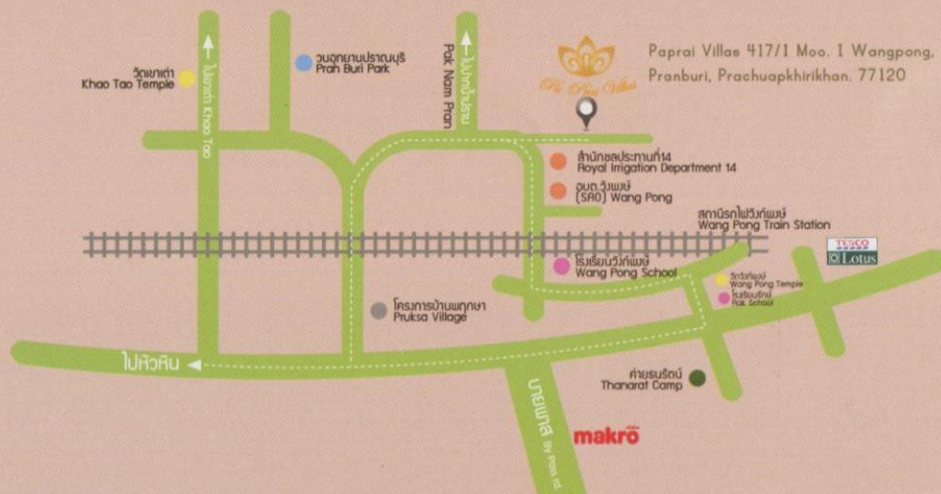 Paprai Villas 417/1 Moo. 1 Wangpong,
Pranburi, Prachuapkhirikhan. 77120
วัดเขาเต่า
Khao Tao Temple
ไปเขาเต่า Khao Tao
วนอุทยานปราณบุรี
Pran Buri Park
ไปปากน้ำปราณ
Pak Nam Pran
สำนักชลประทานที่14
Royal Irrigation Department 14
อบต.วังพงษ์
(SAO) Wang Pong
สถานีรถไฟวังก์พงษ์
Wang Pong Train Station
TESCO
Lotus
โรงเรียนวังก์พงษ์
Wang Pong School
วัดวังก์พงษ์
Wang Pong Temple
โรงเรียนรักษ์
Rak School
โครงการบ้านพฤกษา
Pruksa Village
ไปหัวหิน
ค่ายธนรัตน์
Thanarat Camp
บายพาส By Pass rd.
makro